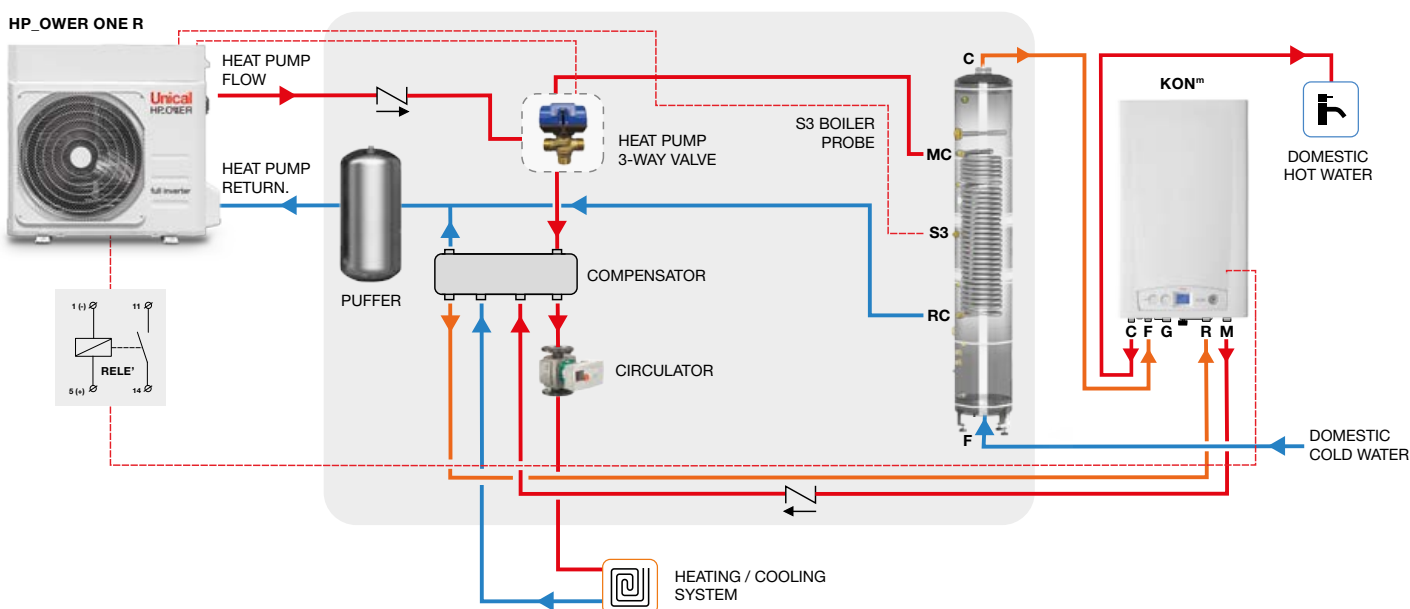 HP_OWER ONE R
HEAT PUMP
FLOW
Unical
HP_OWER
full inverter
HEAT PUMP
RETURN.
PUFFER
HEAT PUMP
3-WAY VALVE
COMPENSATOR
CIRCULATOR
S3 BOILER
PROBE
C
MC
S3
RC
F
KONᵐ
C F G R M
DOMESTIC
HOT WATER
DOMESTIC
COLD WATER
1 (-) 11
RELE'
5 (+) 14
HEATING / COOLING
SYSTEM